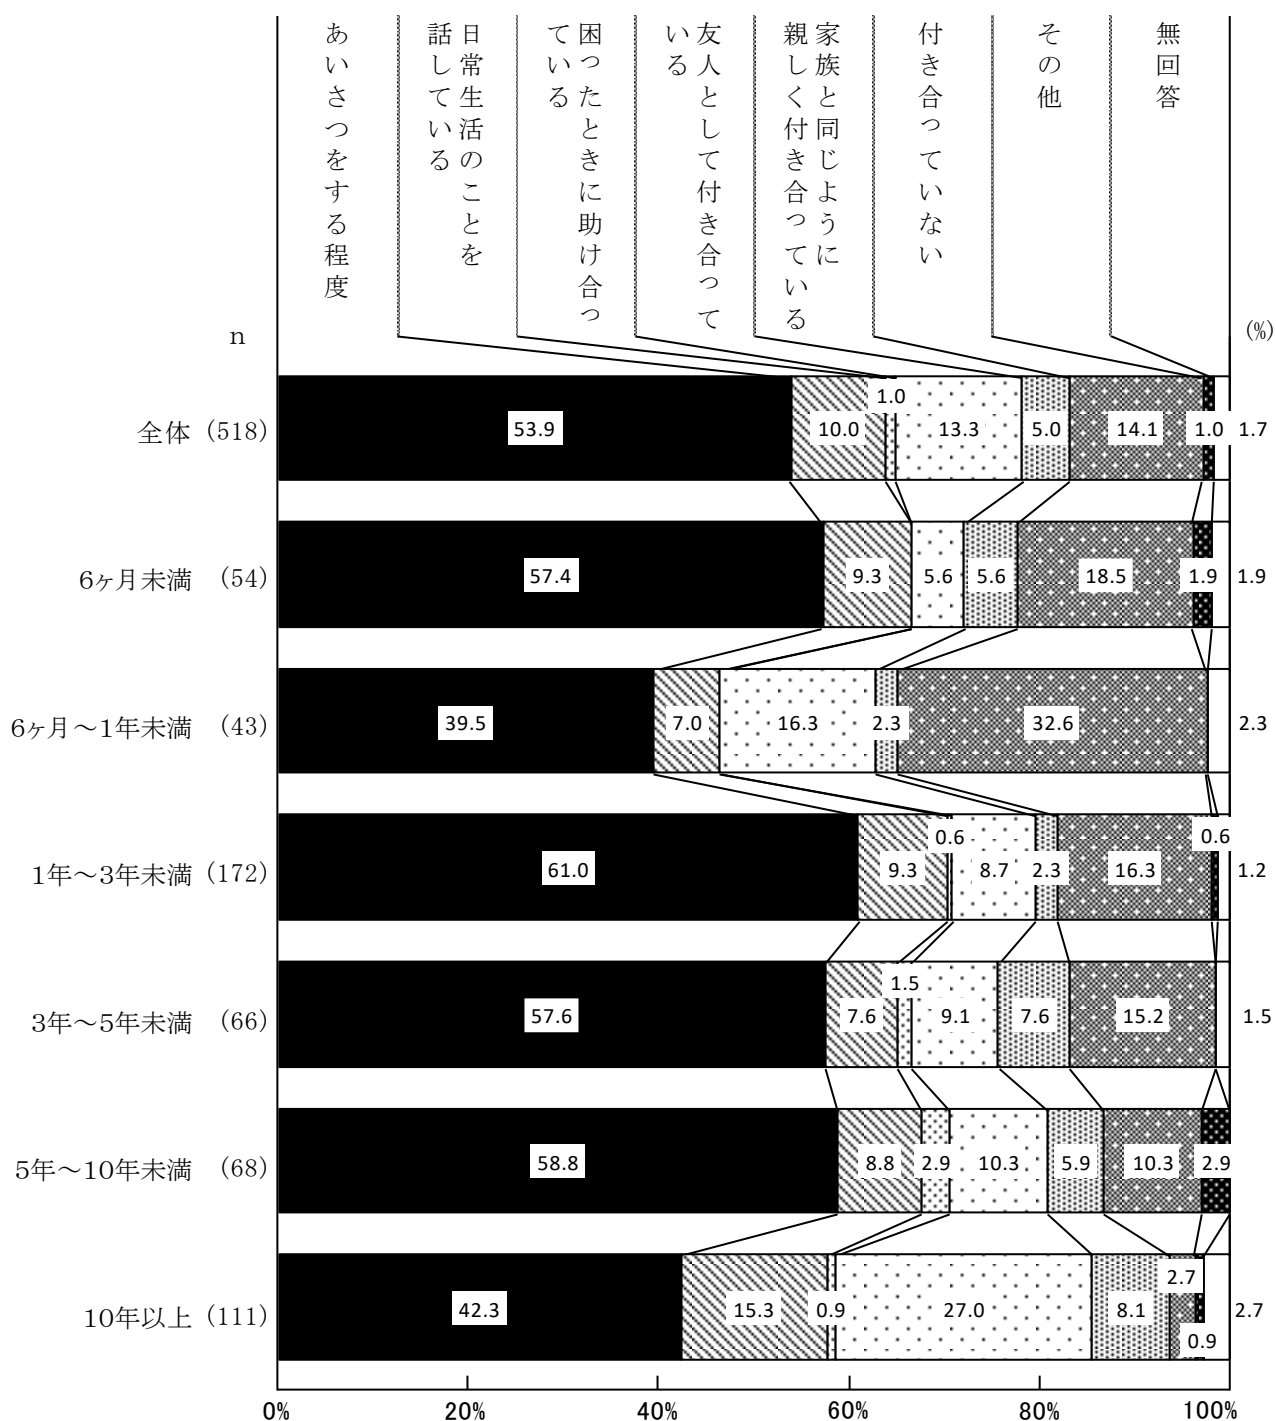 あいさつをする程度
日常生活のことを
話している
困ったときに助け合っ
ている
友人として付き合って
いる
家族と同じように
親しく付き合っている
付き合っていない
その他
無回答
n
(%)
全体 (518)
53.9 10.0 1.0 13.3 5.0 14.1 1.0 1.7
6ヶ月未満 (54)
57.4 9.3 5.6 5.6 18.5 1.9 1.9
6ヶ月～1年未満 (43)
39.5 7.0 16.3 2.3 32.6 2.3
1年～3年未満 (172)
61.0 9.3 0.6 8.7 2.3 16.3 0.6 1.2
3年～5年未満 (66)
57.6 7.6 1.5 9.1 7.6 15.2 1.5
5年～10年未満 (68)
58.8 8.8 2.9 10.3 5.9 10.3 2.9
10年以上 (111)
42.3 15.3 0.9 27.0 8.1 2.7 0.9 2.7
0% 20% 40% 60% 80% 100%